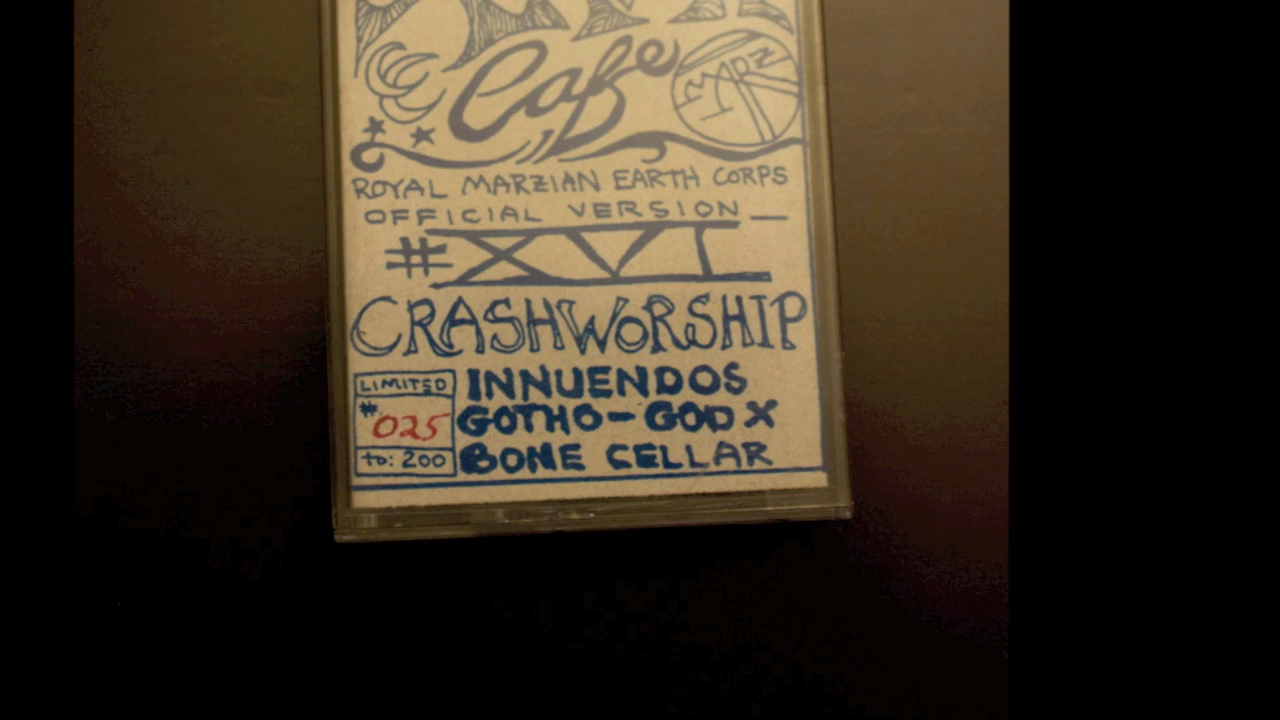 Cafe
MARZ
ROYAL MARZIAN EARTH CORPS
OFFICIAL VERSION —
#XVI
CRASHWORSHIP
LIMITED
#025
to: 200
INNUENDOS
GOTHO-GOD X
BONE CELLAR